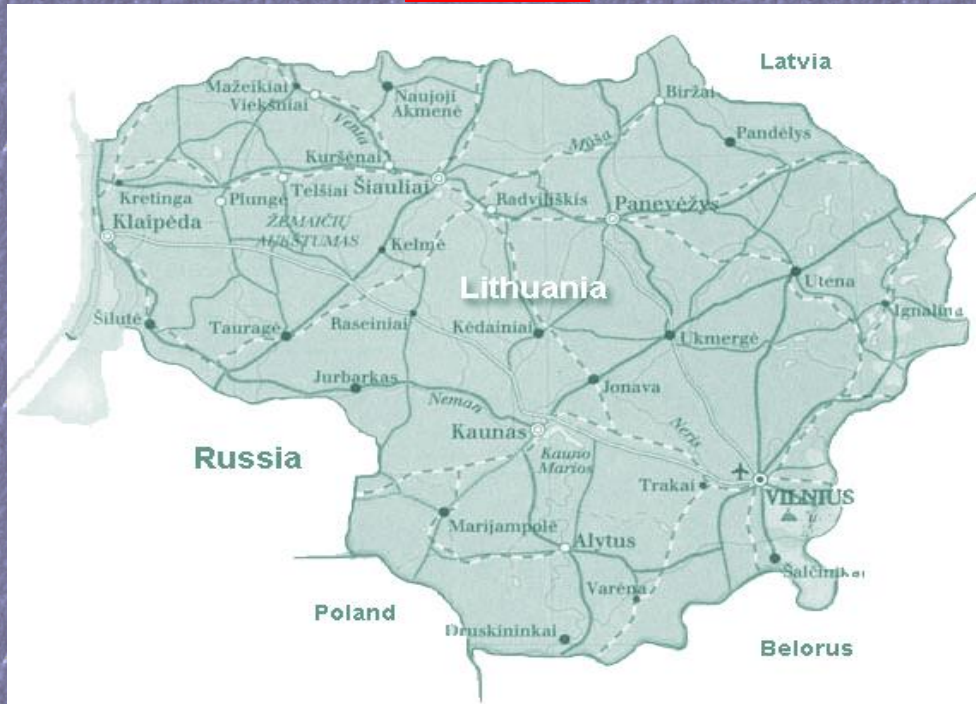 Latvia
Mažeikiai
Viekšniai
Naujoji
Akmenė
Biržai
Venta
Mūša
Pandėlys
Kuršėnai
Kretinga
Plungė
Telšiai
Šiauliai
Radviliškis
Panevėžys
Klaipėda
ŽEMAIČIŲ
AUKŠTUMAS
Kelmė
Lithuania
Utena
Ignalina
Šilutė
Tauragė
Raseiniai
Kėdainiai
Ukmergė
Jurbarkas
Jonava
Neman
Kaunas
Neris
Russia
Kauno
Marios
Trakai
VILNIUS
Marijampolė
Alytus
Varėna
Poland
Druskininkai
Belorus